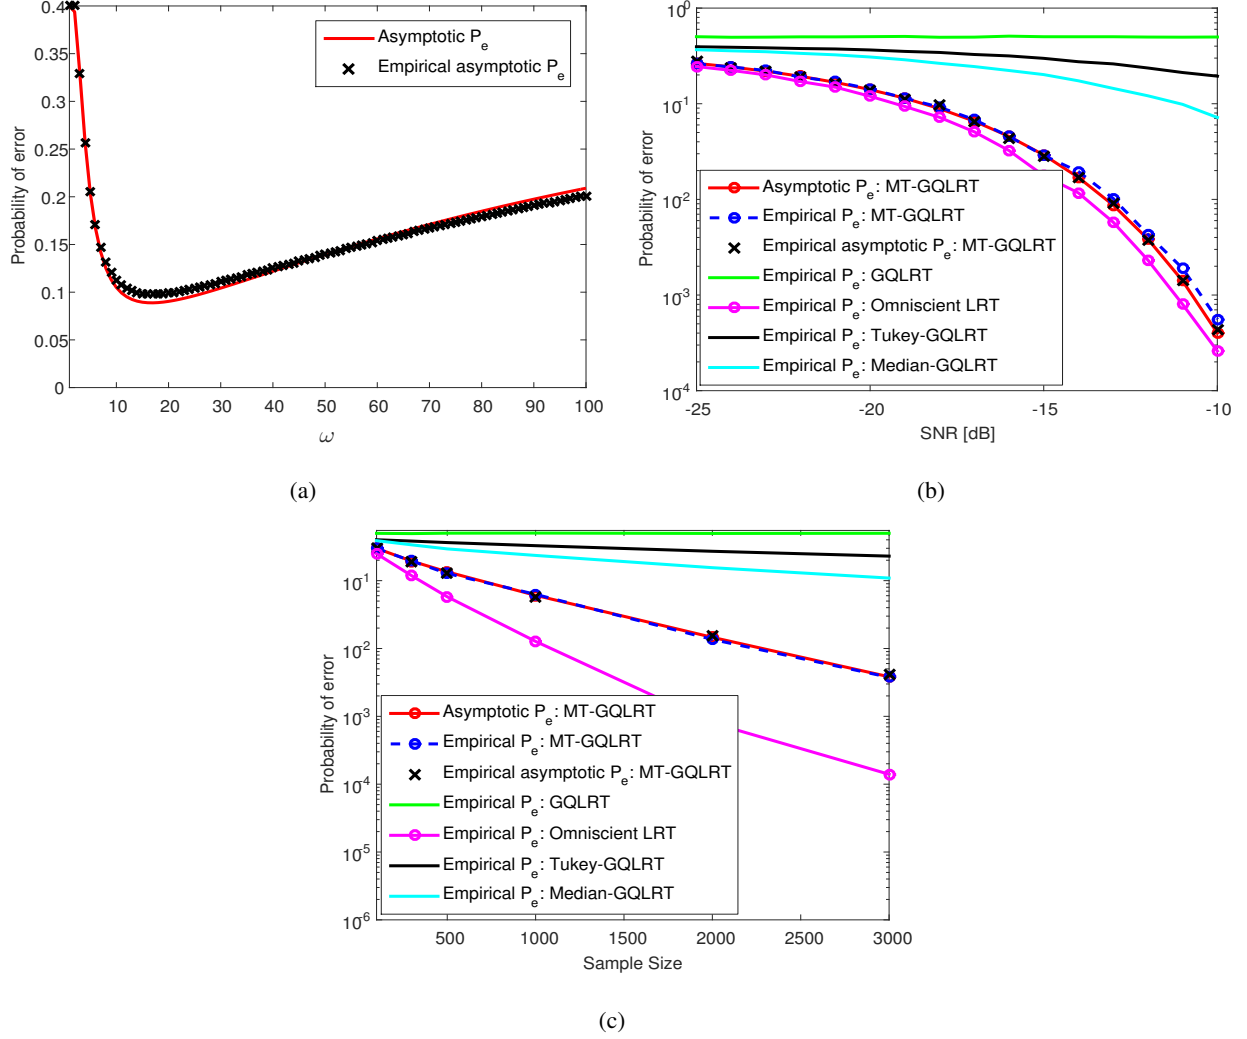 0.4
0.35
0.3
0.25
0.2
0.15
0.1
0.05
0
Probability of error
Asymptotic Pe
Empirical asymptotic Pe
10 20 30 40 50 60 70 80 90 100
ω
(a)
10^0
10^-1
10^-2
10^-3
10^-4
Probability of error
Asymptotic Pe: MT-GQLRT
Empirical Pe: MT-GQLRT
Empirical asymptotic Pe: MT-GQLRT
Empirical Pe: GQLRT
Empirical Pe: Omniscient LRT
Empirical Pe: Tukey-GQLRT
Empirical Pe: Median-GQLRT
-25 -20 -15 -10
SNR [dB]
(b)
10^-1
10^-2
10^-3
10^-4
10^-5
10^-6
Probability of error
Asymptotic Pe: MT-GQLRT
Empirical Pe: MT-GQLRT
Empirical asymptotic Pe: MT-GQLRT
Empirical Pe: GQLRT
Empirical Pe: Omniscient LRT
Empirical Pe: Tukey-GQLRT
Empirical Pe: Median-GQLRT
500 1000 1500 2000 2500 3000
Sample Size
(c)